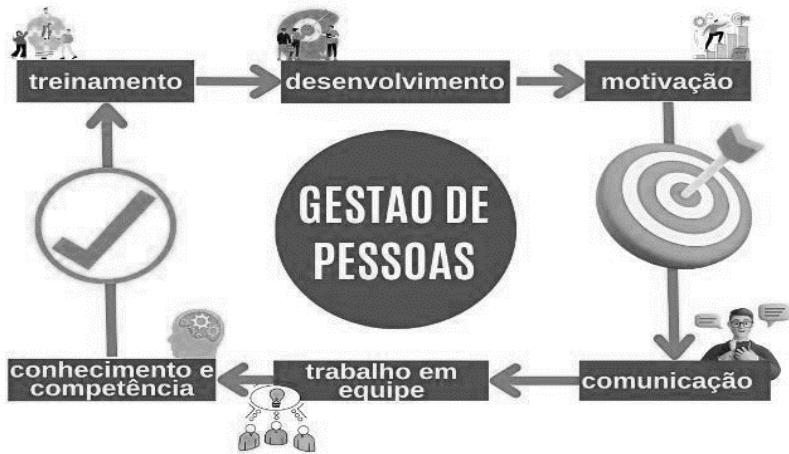 treinamento
desenvolvimento
motivação
GESTAO DE
PESSOAS
conhecimento e
competência
trabalho em
equipe
comunicação